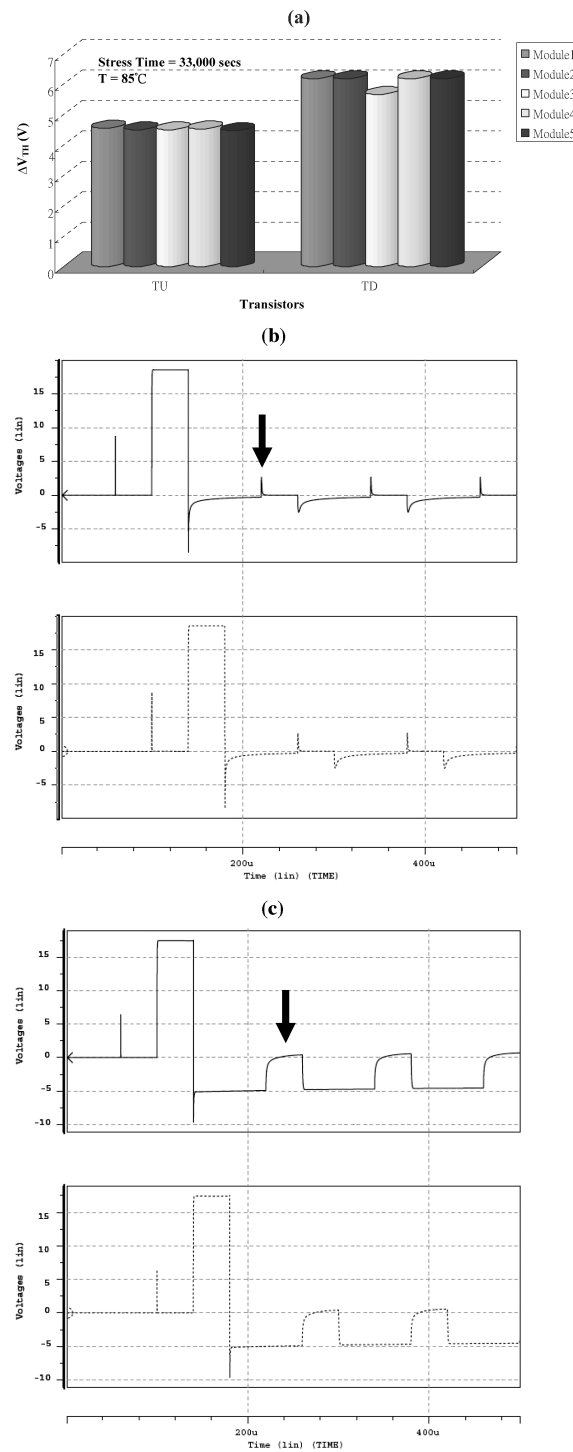 (a)
Stress Time = 33,000 secs
T = 85℃
7
6
5
4
3
2
1
0
ΔVTH (V)
TU
TD
Transistors
Module1
Module2
Module3
Module4
Module5
(b)
Voltages (lin)
15
10
5
0
-5
Voltages (lin)
15
10
5
0
-5
200u
400u
Time (lin) (TIME)
(c)
Voltages (lin)
15
10
5
0
-5
-10
Voltages (lin)
15
10
5
0
-5
-10
200u
400u
Time (lin) (TIME)